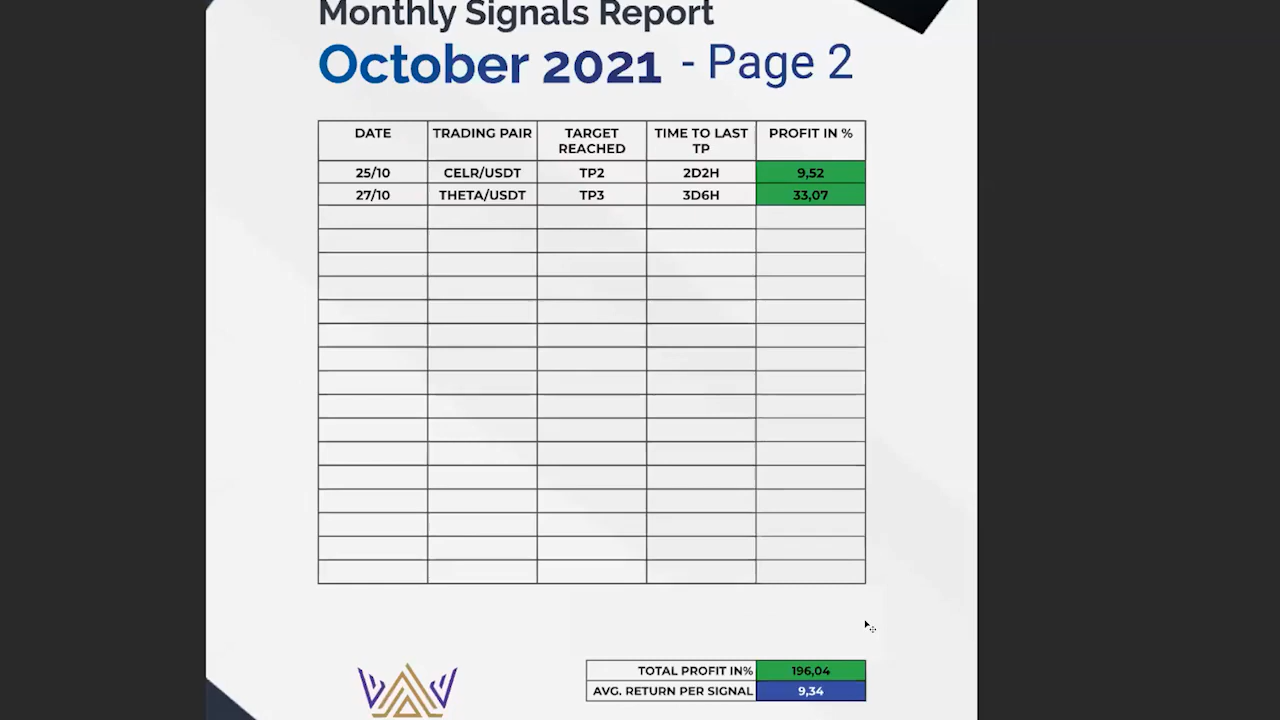 Monthly Signals Report
October 2021 - Page 2
DATE TRADING PAIR TARGET REACHED TIME TO LAST TP PROFIT IN %
25/10 CELR/USDT TP2 2D2H 9,52
27/10 THETA/USDT TP3 3D6H 33,07
TOTAL PROFIT IN% 196,04
AVG. RETURN PER SIGNAL 9,34